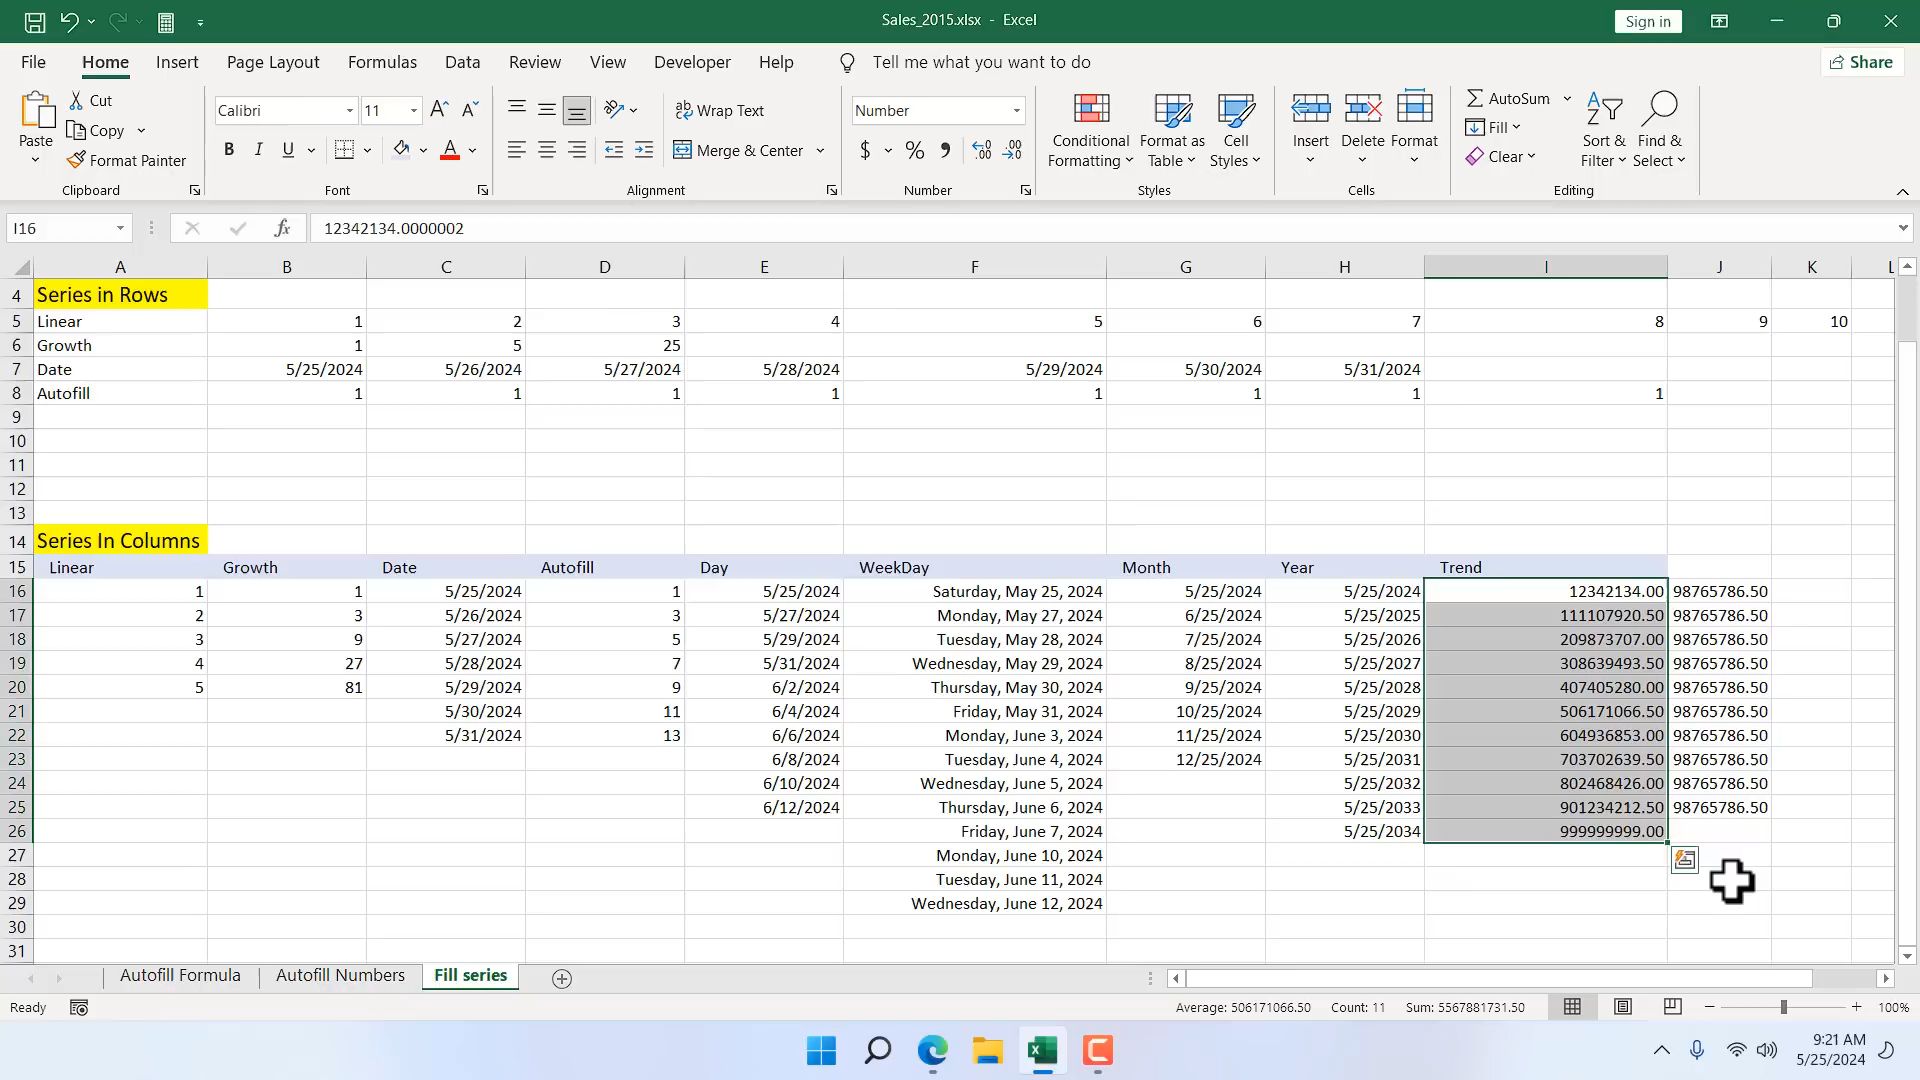 Sales_2015.xlsx - Excel
Sign in
File Home Insert Page Layout Formulas Data Review View Developer Help Tell me what you want to do Share
Paste
Cut
Copy
Format Painter
Clipboard
Calibri 11
B I U A
Font
Wrap Text
Merge & Center
Alignment
Number
$ % 9 .00
Number
Conditional Formatting
Format as Table
Cell Styles
Styles
Insert Delete Format
Cells
AutoSum
Fill
Clear
Sort & Filter
Find & Select
Editing
I16 fx 12342134.0000002
A B C D E F G H I J K L
4 Series in Rows
5 Linear 1 2 3 4 5 6 7 8 9 10
6 Growth 1 5 25
7 Date 5/25/2024 5/26/2024 5/27/2024 5/28/2024 5/29/2024 5/30/2024 5/31/2024
8 Autofill 1 1 1 1 1 1 1 1
9
10
11
12
13
14 Series In Columns
15 Linear Growth Date Autofill Day WeekDay Month Year Trend
16 1 1 5/25/2024 1 5/25/2024 Saturday, May 25, 2024 5/25/2024 5/25/2024 12342134.00 98765786.50
17 2 3 5/26/2024 3 5/27/2024 Monday, May 27, 2024 6/25/2024 5/25/2025 111107920.50 98765786.50
18 3 9 5/27/2024 5 5/29/2024 Tuesday, May 28, 2024 7/25/2024 5/25/2026 209873707.00 98765786.50
19 4 27 5/28/2024 7 5/31/2024 Wednesday, May 29, 2024 8/25/2024 5/25/2027 308639493.50 98765786.50
20 5 81 5/29/2024 9 6/2/2024 Thursday, May 30, 2024 9/25/2024 5/25/2028 407405280.00 98765786.50
21 5/30/2024 11 6/4/2024 Friday, May 31, 2024 10/25/2024 5/25/2029 506171066.50 98765786.50
22 5/31/2024 13 6/6/2024 Monday, June 3, 2024 11/25/2024 5/25/2030 604936853.00 98765786.50
23 6/8/2024 Tuesday, June 4, 2024 12/25/2024 5/25/2031 703702639.50 98765786.50
24 6/10/2024 Wednesday, June 5, 2024 5/25/2032 802468426.00 98765786.50
25 6/12/2024 Thursday, June 6, 2024 5/25/2033 901234212.50 98765786.50
26 Friday, June 7, 2024 5/25/2034 999999999.00
27 Monday, June 10, 2024
28 Tuesday, June 11, 2024
29 Wednesday, June 12, 2024
30
31
Autofill Formula Autofill Numbers Fill series
Ready Average: 506171066.50 Count: 11 Sum: 5567881731.50 100%
9:21 AM
5/25/2024